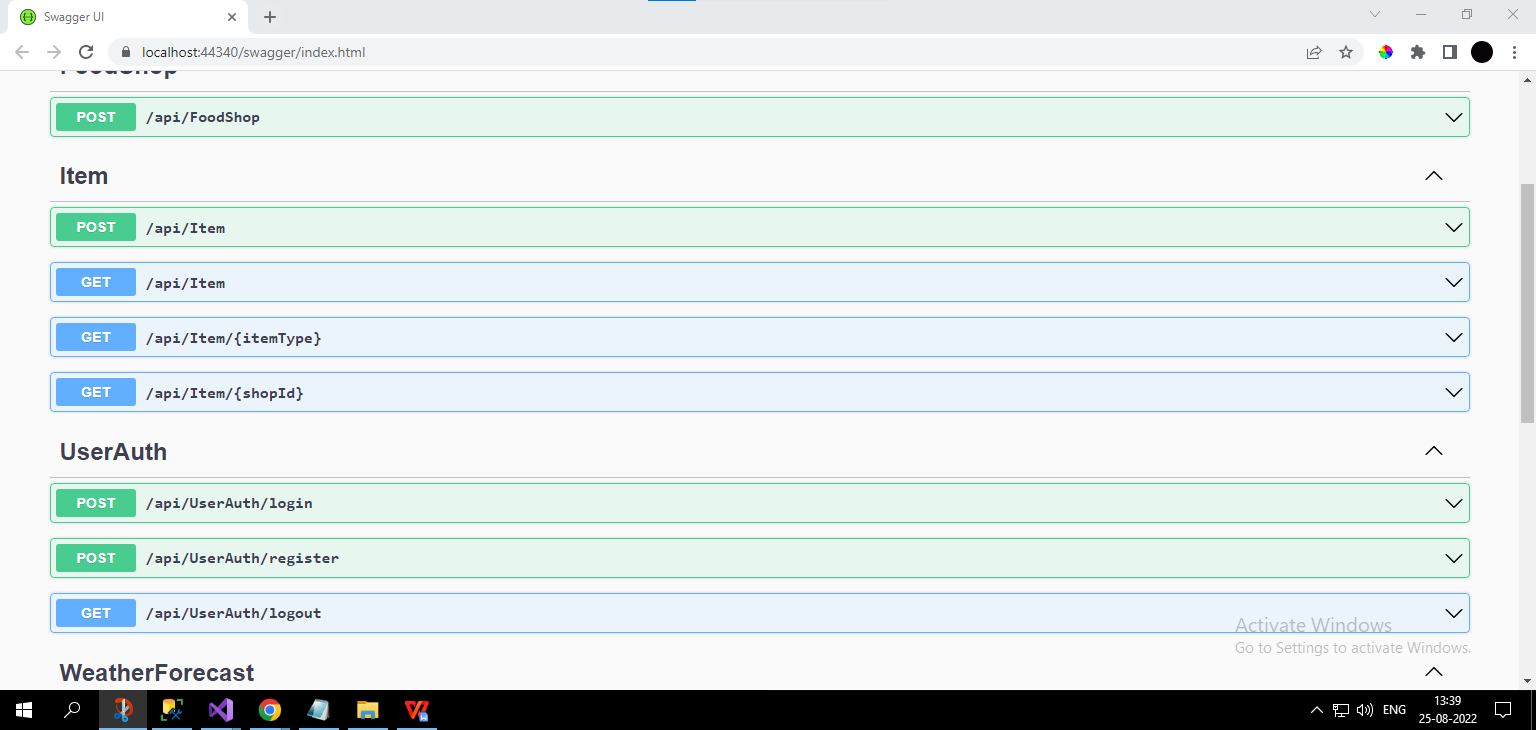 Swagger UI
localhost:44340/swagger/index.html
FoodShop
POST /api/FoodShop
Item
POST /api/Item
GET /api/Item
GET /api/Item/{itemType}
GET /api/Item/{shopId}
UserAuth
POST /api/UserAuth/login
POST /api/UserAuth/register
GET /api/UserAuth/logout
Activate Windows
Go to Settings to activate Windows.
WeatherForecast
ENG
13:39
25-08-2022